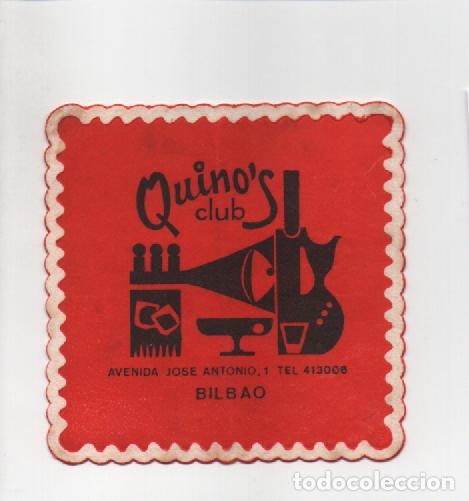 Quino's
club
AVENIDA JOSE ANTONIO, 1 TEL 413006
BILBAO
todocoleccion